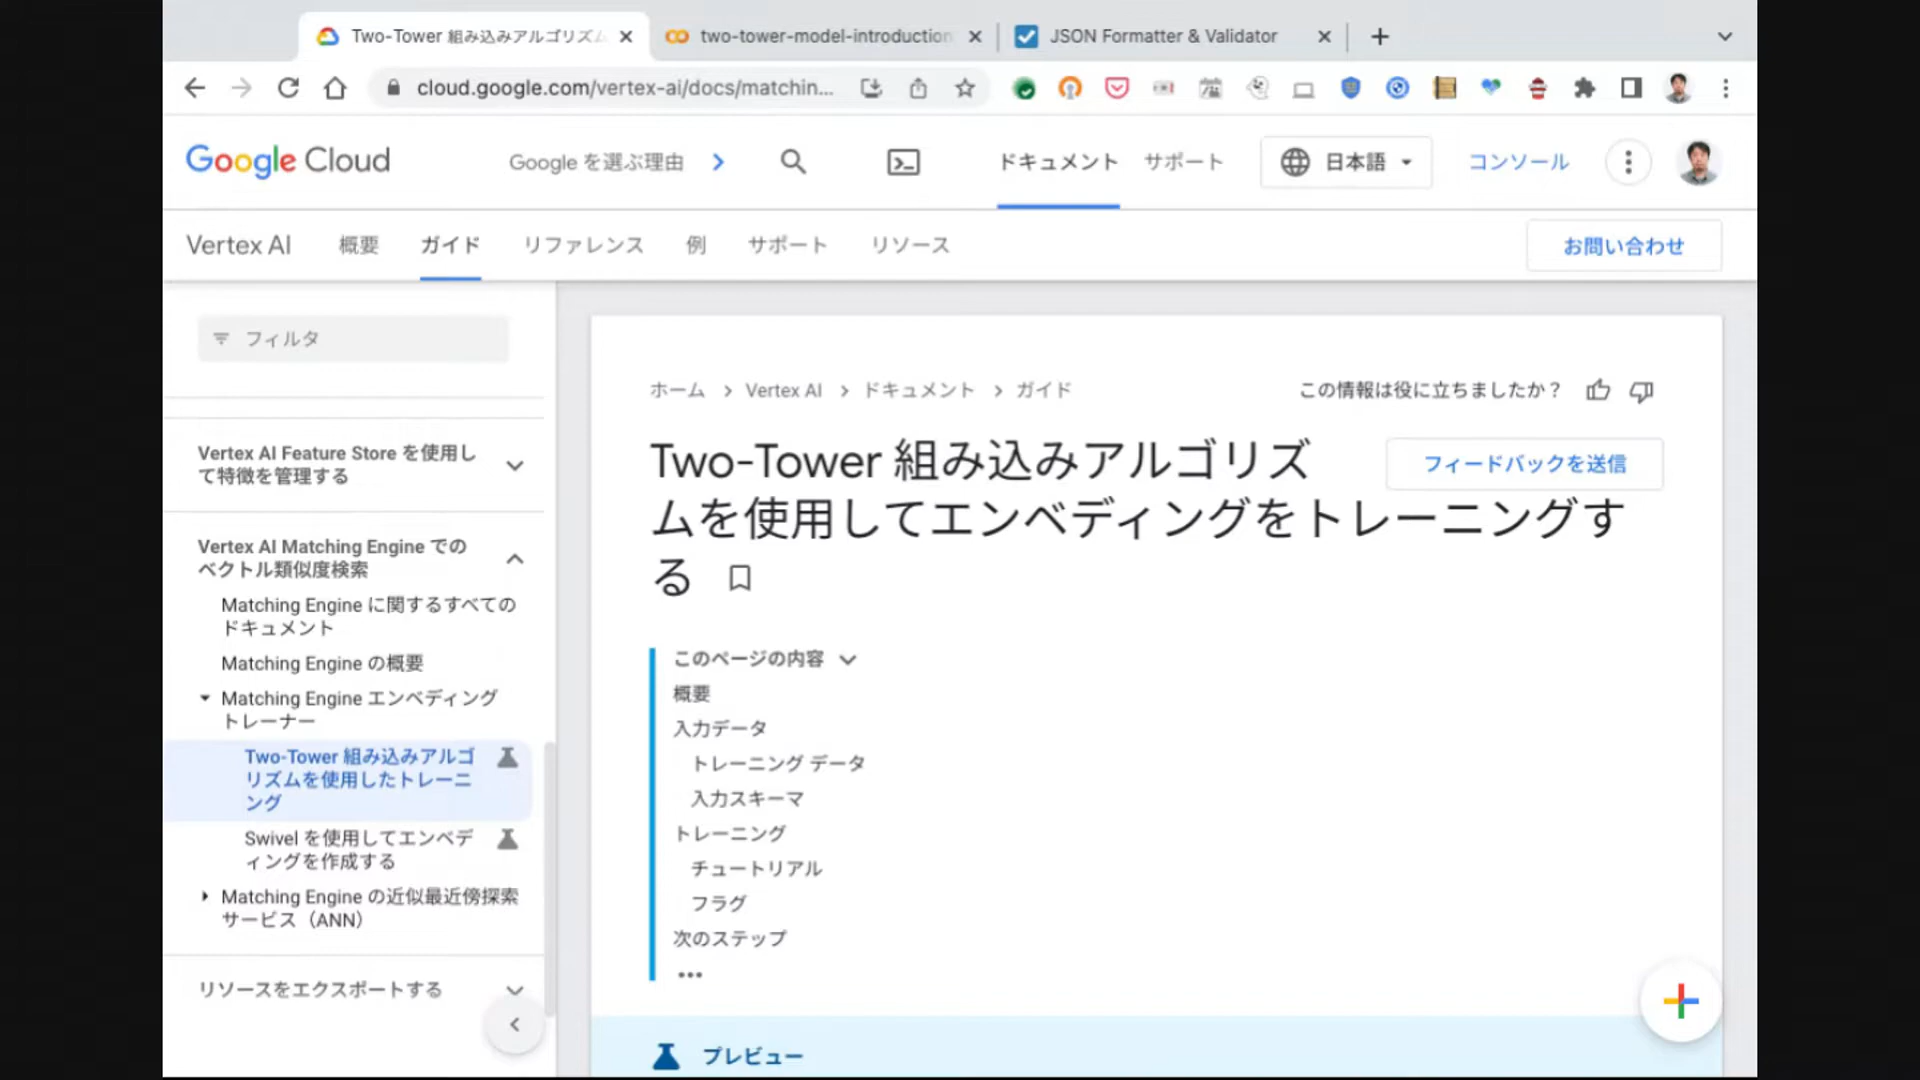 Two-Tower 組み込みアルゴリズム
two-tower-model-introduction
JSON Formatter & Validator
cloud.google.com/vertex-ai/docs/matchin...
Google Cloud
Google を選ぶ理由
ドキュメント
サポート
日本語
コンソール
Vertex AI
概要
ガイド
リファレンス
例
サポート
リソース
お問い合わせ
フィルタ
Vertex AI Feature Store を使用し
て特徴を管理する
Vertex AI Matching Engine での
ベクトル類似度検索
Matching Engine に関するすべての
ドキュメント
Matching Engine の概要
Matching Engine エンベディング
トレーナー
Two-Tower 組み込みアルゴ
リズムを使用したトレーニ
ング
Swivel を使用してエンベデ
ィングを作成する
Matching Engine の近似最近傍探索
サービス（ANN）
リソースをエクスポートする
ホーム > Vertex AI > ドキュメント > ガイド
この情報は役に立ちましたか？
Two-Tower 組み込みアルゴリズ
ムを使用してエンベディングをトレーニングす
る
フィードバックを送信
このページの内容
概要
入力データ
トレーニング データ
入力スキーマ
トレーニング
チュートリアル
フラグ
次のステップ
•••
プレビュー